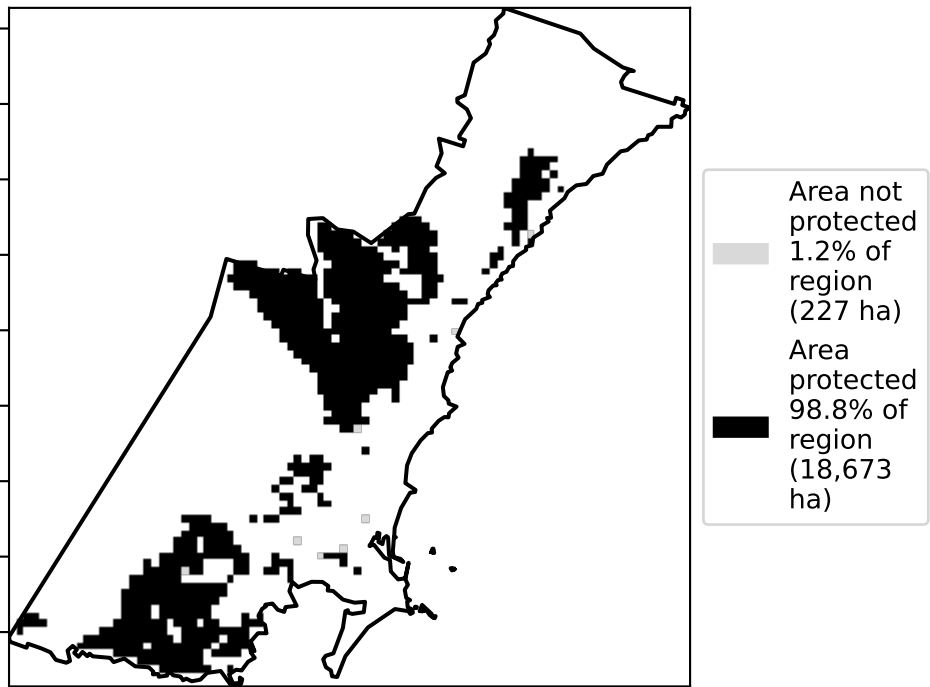 Area not
protected
1.2% of
region
(227 ha)
Area
protected
98.8% of
region
(18,673
ha)